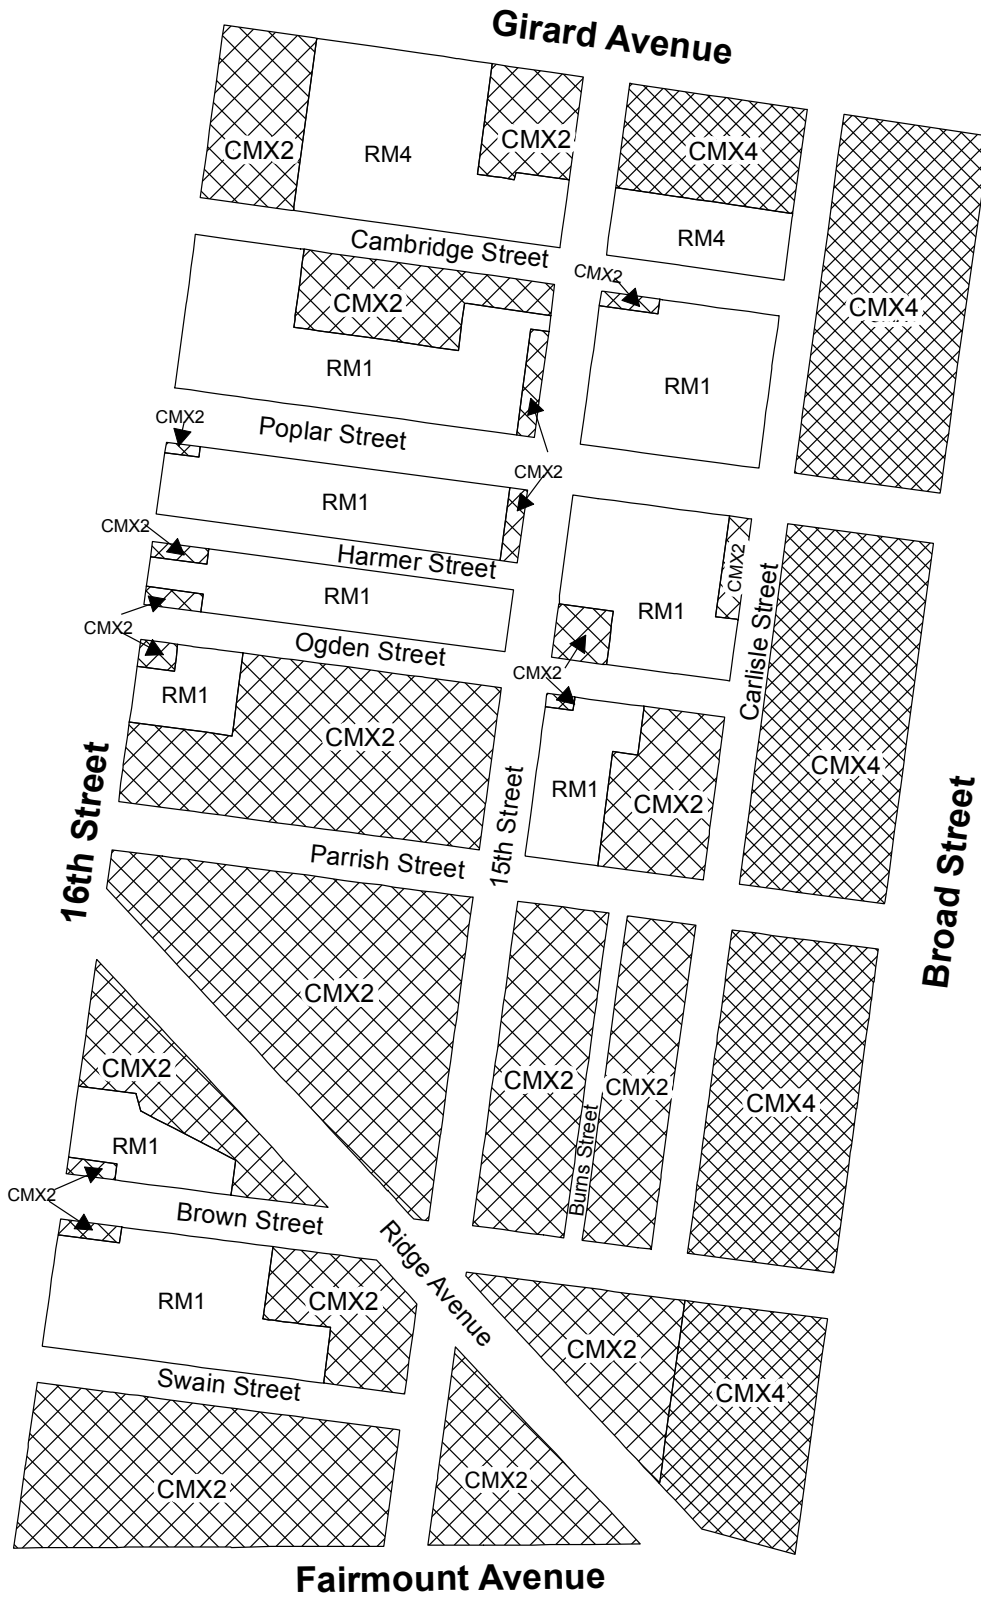 Girard Avenue
CMX2
RM4
CMX2
CMX4
RM4
Cambridge Street
CMX2
CMX2
CMX4
RM1
RM1
CMX2
Poplar Street
CMX2
RM1
CMX2
Harmer Street
CMX2
RM1
RM1
CMX2
Ogden Street
CMX2
Carlisle Street
RM1
CMX2
RM1
CMX2
CMX4
16th Street
15th Street
Broad Street
Parrish Street
CMX2
CMX2
CMX2
CMX2
CMX4
RM1
Burns Street
CMX2
Brown Street
Ridge Avenue
RM1
CMX2
CMX2
CMX4
Swain Street
CMX2
CMX2
Fairmount Avenue